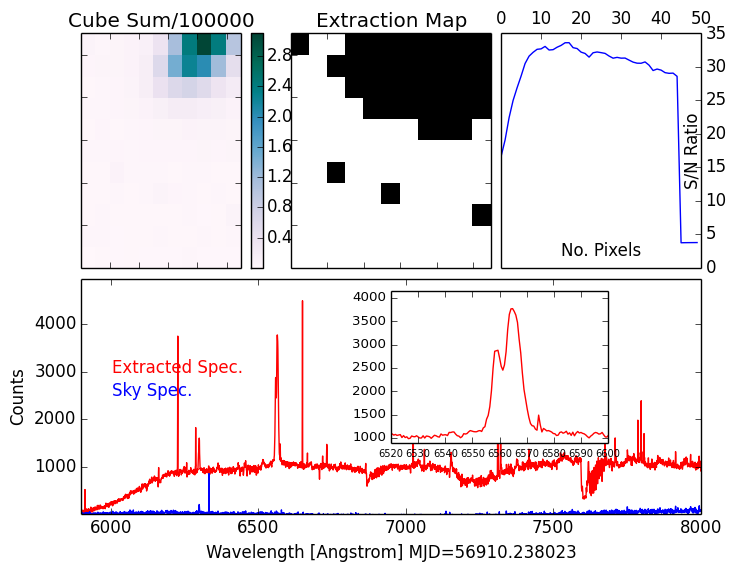 Cube Sum/100000
Extraction Map
0 10 20 30 40 50
2.8
2.4
2.0
1.6
1.2
0.8
0.4
35
30
25
20
15
10
5
0
S/N Ratio
No. Pixels
4000
3000
2000
1000
Counts
Extracted Spec.
Sky Spec.
4000
3500
3000
2500
2000
1500
1000
6520 6530 6540 6550 6560 6570 6580 6590 6600
6000 6500 7000 7500 8000
Wavelength [Angstrom] MJD=56910.238023